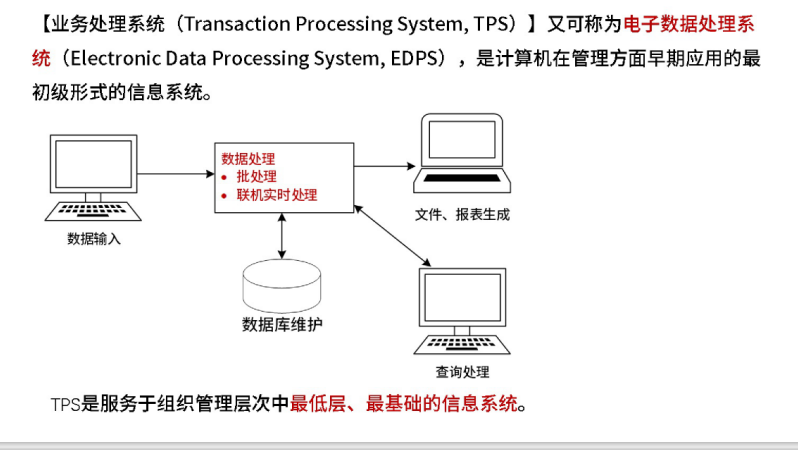 【业务处理系统（Transaction Processing System, TPS）】又可称为电子数据处理系
统（Electronic Data Processing System, EDPS），是计算机在管理方面早期应用的最
初级形式的信息系统。
数据处理
• 批处理
• 联机实时处理
文件、报表生成
数据输入
数据库维护
查询处理
TPS是服务于组织管理层次中最低层、最基础的信息系统。